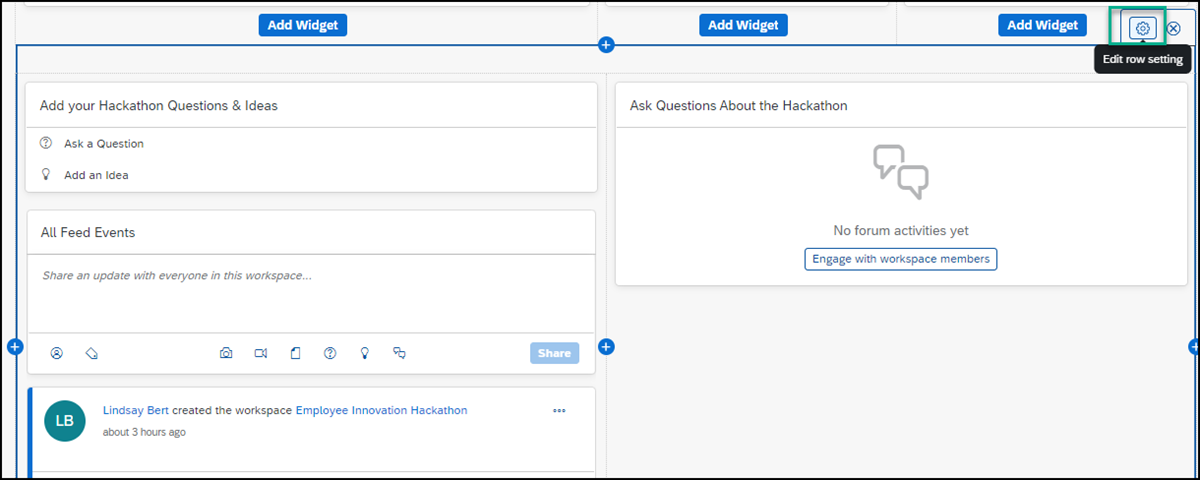 Add Widget
Add Widget
Add Widget
Edit row setting
Add your Hackathon Questions & Ideas
Ask a Question
Add an Idea
All Feed Events
Share an update with everyone in this workspace...
Share
LB
Lindsay Bert created the workspace Employee Innovation Hackathon
about 3 hours ago
Ask Questions About the Hackathon
No forum activities yet
Engage with workspace members